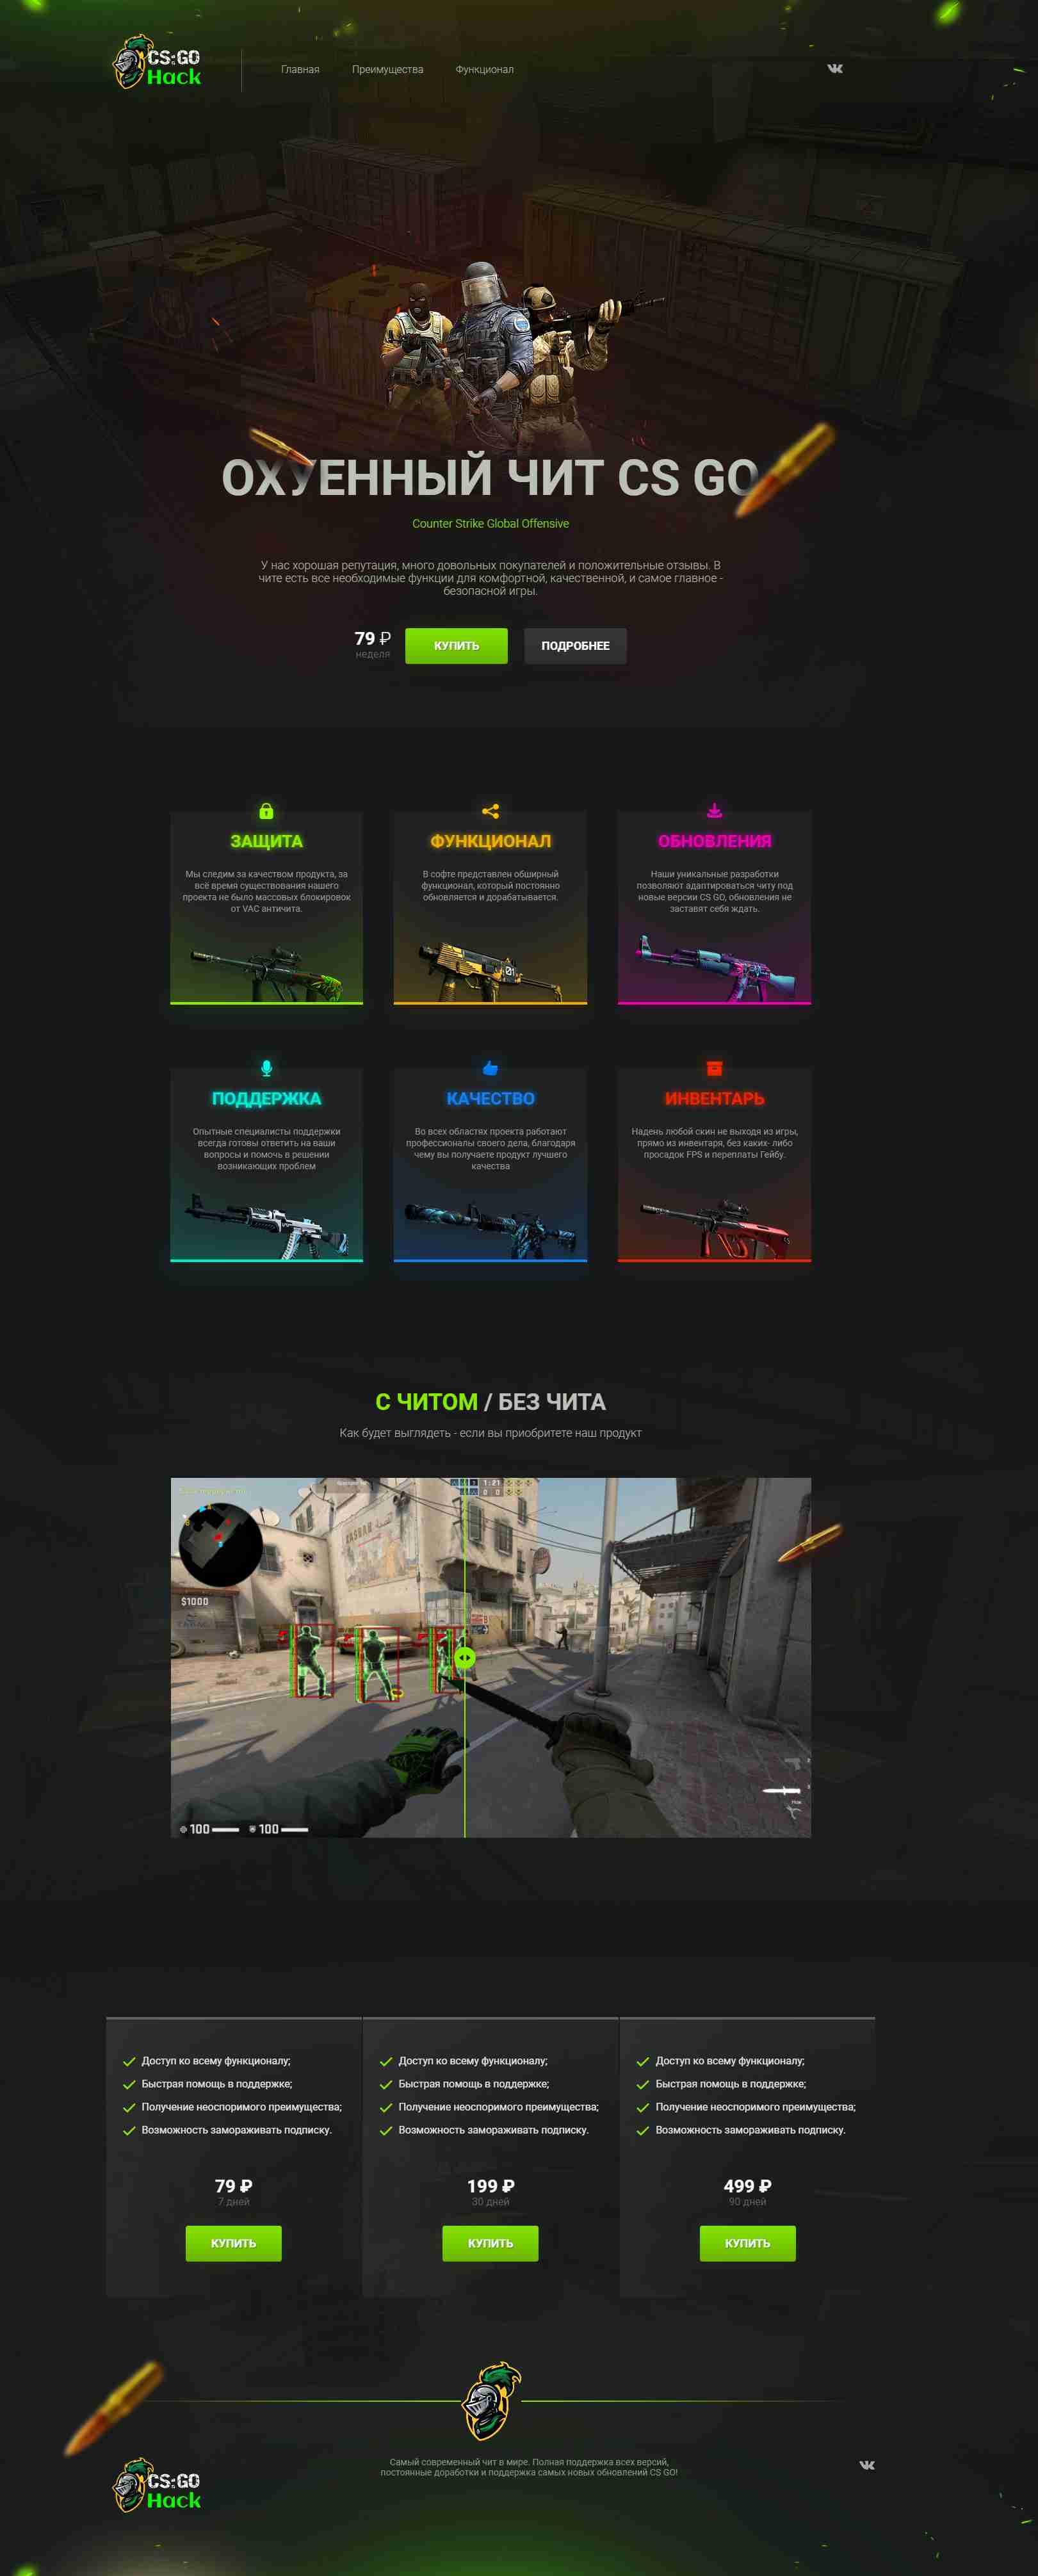 CS:GO
Hack
Главная
Преимущества
Функционал
ОХУЕННЫЙ ЧИТ CS GO
Counter Strike Global Offensive
У нас хорошая репутация, много довольных покупателей и положительные отзывы. В
чите есть все необходимые функции для комфортной, качественной, и самое главное -
безопасной игры.
79 ₽
неделя
КУПИТЬ
ПОДРОБНЕЕ
ЗАЩИТА
Мы следим за качеством продукта, за
всё время существования нашего
проекта не было массовых блокировок
от VAC античита.
ФУНКЦИОНАЛ
В софте представлен обширный
функционал, который постоянно
обновляется и дорабатывается.
ОБНОВЛЕНИЯ
Наши уникальные разработки
позволяют адаптироваться читу под
новые версии CS GO, обновления не
заставят себя ждать.
ПОДДЕРЖКА
Опытные специалисты поддержки
всегда готовы ответить на ваши
вопросы и помочь в решении
возникающих проблем
КАЧЕСТВО
Во всех областях проекта работают
профессионалы своего дела, благодаря
чему вы получаете продукт лучшего
качества
ИНВЕНТАРЬ
Надень любой скин не выходя из игры,
прямо из инвентаря, без каких- либо
просадок FPS и переплаты Гейбу.
С ЧИТОМ / БЕЗ ЧИТА
Как будет выглядеть - если вы приобритете наш продукт
1:21
0 0
$1000
Нож
100
100
Доступ ко всему функционалу;
Быстрая помощь в поддержке;
Получение неоспоримого преимущества;
Возможность замораживать подписку.
79 ₽
7 дней
КУПИТЬ
Доступ ко всему функционалу;
Быстрая помощь в поддержке;
Получение неоспоримого преимущества;
Возможность замораживать подписку.
199 ₽
30 дней
КУПИТЬ
Доступ ко всему функционалу;
Быстрая помощь в поддержке;
Получение неоспоримого преимущества;
Возможность замораживать подписку.
499 ₽
90 дней
КУПИТЬ
CS:GO
Hack
Самый современный чит в мире. Полная поддержка всех версий,
постоянные доработки и поддержка самых новых обновлений CS GO!